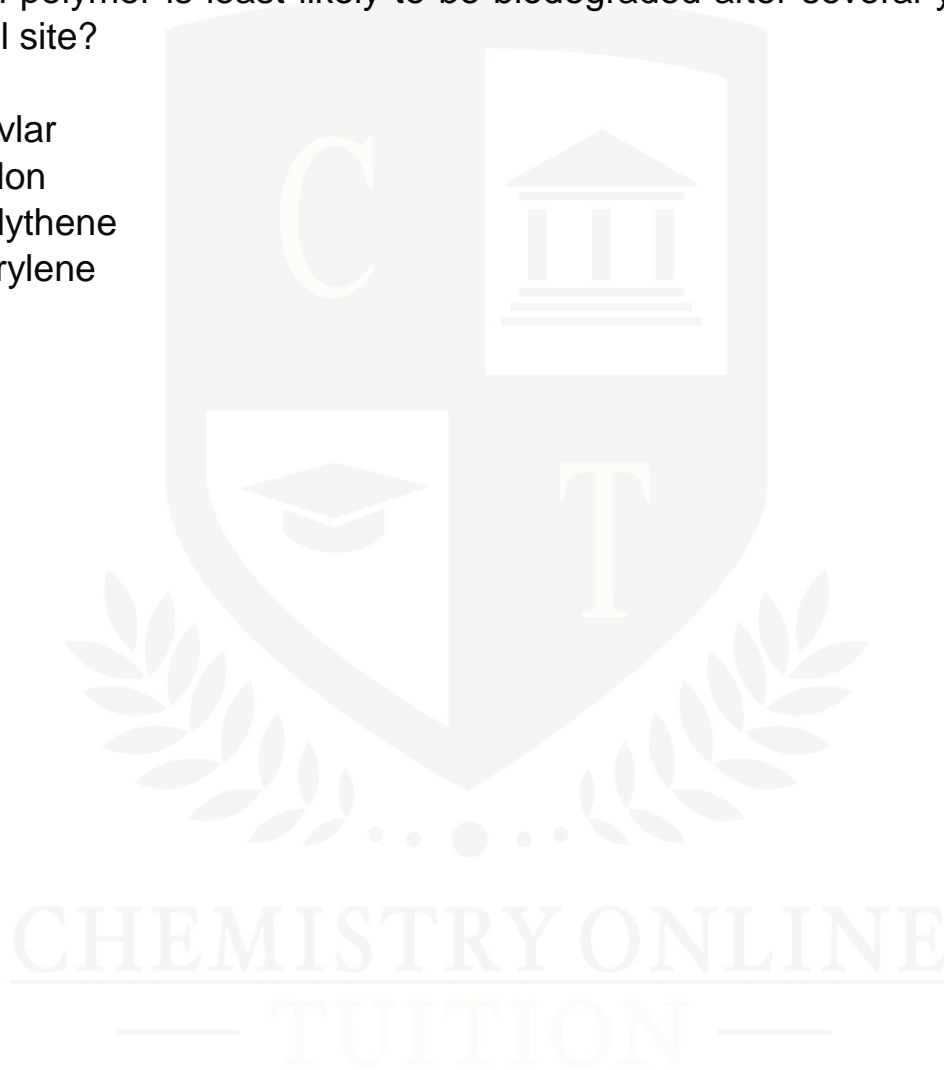 polymer is least likely to be biodegraded after several
l site?
vlar
lon
lythene
rylene
C
T
CHEMISTRY ONLINE
TUITION